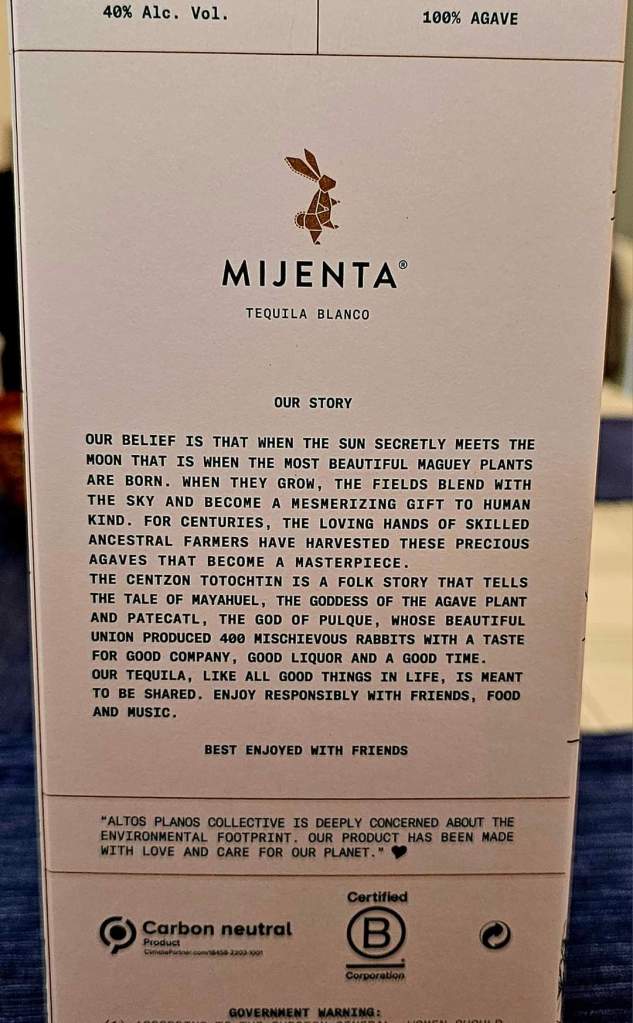 40% Alc. Vol.
100% AGAVE
MIJENTA®
TEQUILA BLANCO
OUR STORY
OUR BELIEF IS THAT WHEN THE SUN SECRETLY MEETS THE
MOON THAT IS WHEN THE MOST BEAUTIFUL MAGUEY PLANTS
ARE BORN. WHEN THEY GROW, THE FIELDS BLEND WITH
THE SKY AND BECOME A MESMERIZING GIFT TO HUMAN
KIND. FOR CENTURIES, THE LOVING HANDS OF SKILLED
ANCESTRAL FARMERS HAVE HARVESTED THESE PRECIOUS
AGAVES THAT BECOME A MASTERPIECE.
THE CENTZON TOTOCHTIN IS A FOLK STORY THAT TELLS
THE TALE OF MAYAHUEL, THE GODDESS OF THE AGAVE PLANT
AND PATECATL, THE GOD OF PULQUE, WHOSE BEAUTIFUL
UNION PRODUCED 400 MISCHIEVOUS RABBITS WITH A TASTE
FOR GOOD COMPANY, GOOD LIQUOR AND A GOOD TIME.
OUR TEQUILA, LIKE ALL GOOD THINGS IN LIFE, IS MEANT
TO BE SHARED. ENJOY RESPONSIBLY WITH FRIENDS, FOOD
AND MUSIC.
BEST ENJOYED WITH FRIENDS
"ALTOS PLANOS COLLECTIVE IS DEEPLY CONCERNED ABOUT THE
ENVIRONMENTAL FOOTPRINT. OUR PRODUCT HAS BEEN MADE
WITH LOVE AND CARE FOR OUR PLANET." ♥
Carbon neutral
Product
Certified
B
Corporation
GOVERNMENT WARNING: